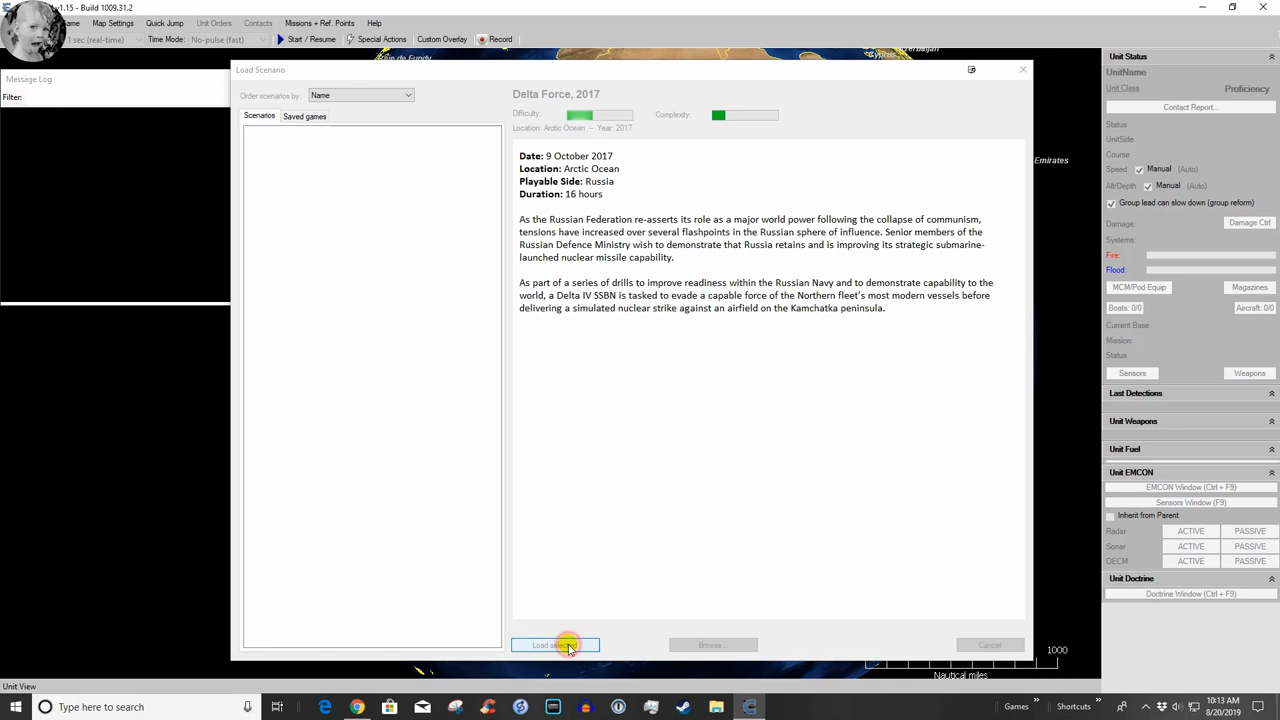 v1.15 - Build 1009.31.2
Map Settings Quick Jump Unit Orders Contacts Missions + Ref. Points Help
1 sec (real-time) Time Mode: No-pulse (fast) Start / Resume Special Actions Custom Overlay Record
Message Log
Filter:
Load Scenario
Order scenarios by: Name
Scenarios Saved games
Delta Force, 2017
Difficulty: Complexity:
Location: Arctic Ocean -- Year: 2017
Date: 9 October 2017
Location: Arctic Ocean
Playable Side: Russia
Duration: 16 hours
As the Russian Federation re-asserts its role as a major world power following the collapse of communism,
tensions have increased over several flashpoints in the Russian sphere of influence. Senior members of the
Russian Defence Ministry wish to demonstrate that Russia retains and is improving its strategic submarine-
launched nuclear missile capability.
As part of a series of drills to improve readiness within the Russian Navy and to demonstrate capability to the
world, a Delta IV SSBN is tasked to evade a capable force of the Northern fleet's most modern vessels before
delivering a simulated nuclear strike against an airfield on the Kamchatka peninsula.
Browse...
Cancel
Emirates
1000
Nautical miles
Unit Status
UnitName
Unit Class Proficiency
Contact Report...
Status
UnitSide
Course
Speed Manual (Auto)
Alt/Depth Manual (Auto)
Group lead can slow down (group reform)
Damage: Damage Ctrl
Systems:
Fire:
Flood:
MCM/Pod Equip Magazines
Boats: 0/0 Aircraft: 0/0
Current Base
Mission:
Status
Sensors Weapons
Last Detections
Unit Weapons
Unit Fuel
Unit EMCON
EMCON Window (Ctrl + F9)
Sensors Window (F9)
Inherit from Parent
Radar ACTIVE PASSIVE
Sonar ACTIVE PASSIVE
OECM ACTIVE PASSIVE
Unit Doctrine
Doctrine Window (Ctrl + F9)
Unit View
Type here to search
Games
Shortcuts
10:13 AM
8/20/2019